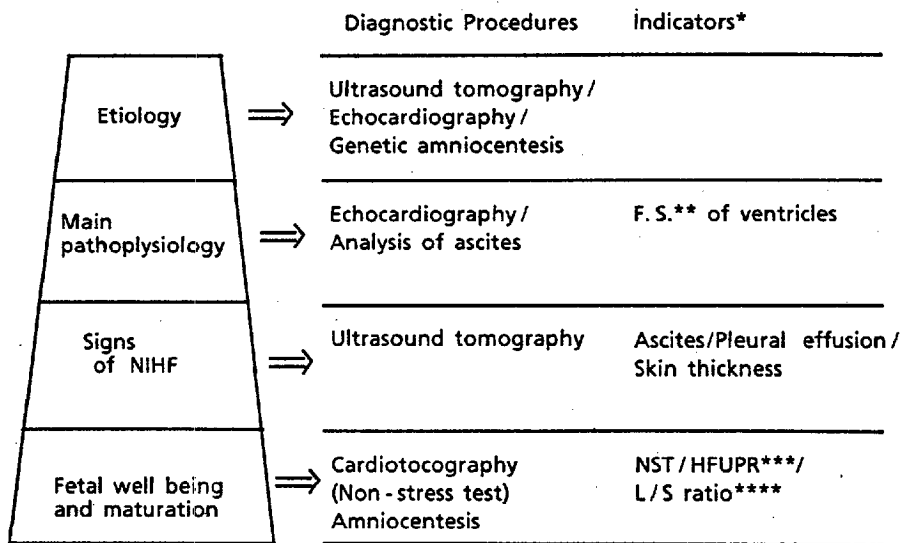 Diagnostic Procedures
Indicators*
Etiology
Ultrasound tomography /
Echocardiography /
Genetic amniocentesis
Main
pathoplysiology
Echocardiography /
Analysis of ascites
F. S.** of ventricles
Signs
of NIHF
Ultrasound tomography
Ascites/Pleural effusion /
Skin thickness
Fetal well being
and maturation
Cardiotocography
(Non - stress test)
Amniocentesis
NST / HFUPR***/
L / S ratio****